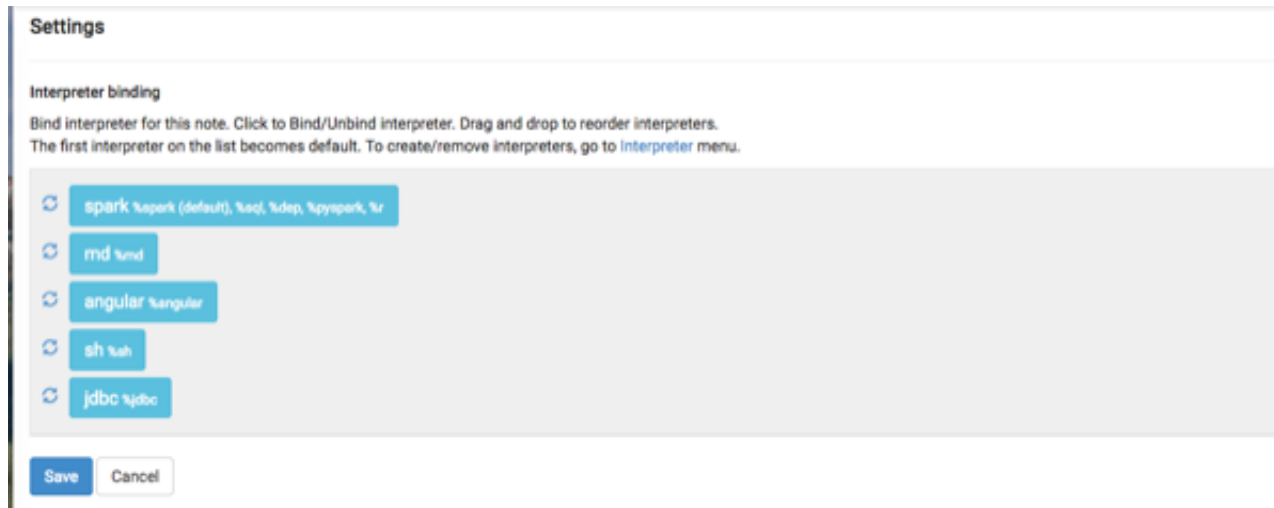 Settings
Interpreter binding
Bind interpreter for this note. Click to Bind/Unbind interpreter. Drag and drop to reorder interpreters.
The first interpreter on the list becomes default. To create/remove interpreters, go to Interpreter menu.
spark %spark (default), %sql, %dep, %pyspark, %r
md %md
angular %angular
sh %sh
jdbc %jdbc
Save Cancel